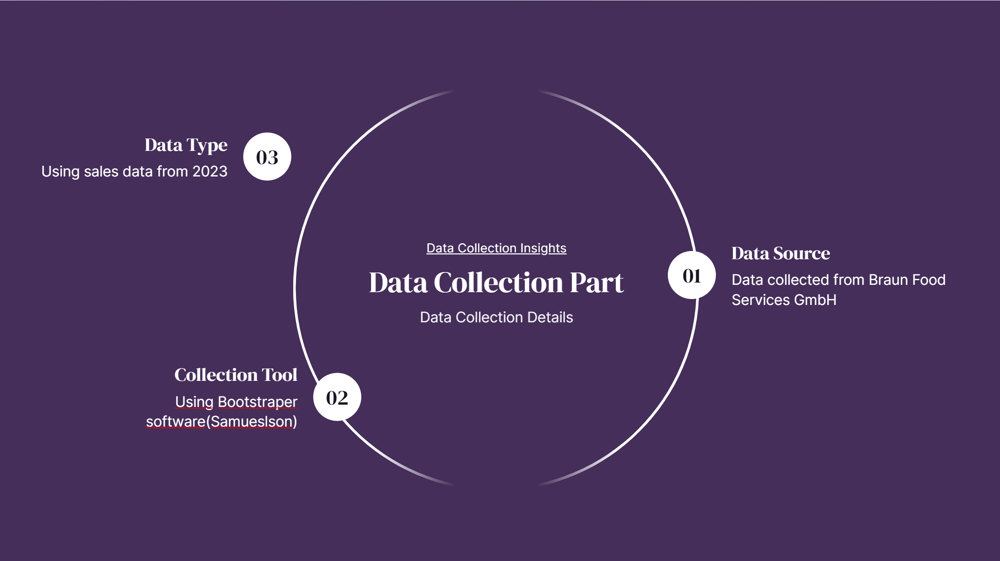 Data Collection Insights
Data Collection Part
Data Collection Details
01
Data Source
Data collected from Braun Food
Services GmbH
02
Collection Tool
Using Bootstraper
software(Samueslson)
03
Data Type
Using sales data from 2023